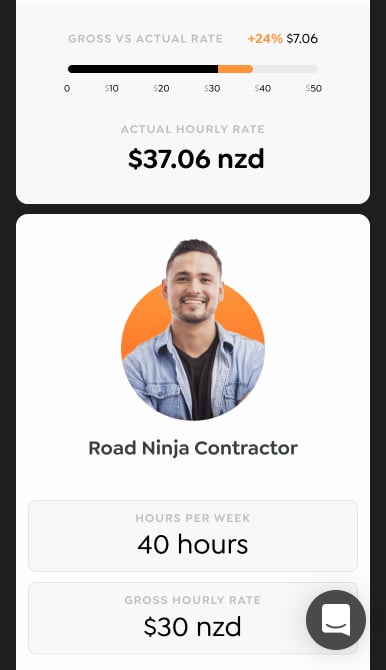 GROSS VS ACTUAL RATE +24% $7.06
0 $10 $20 $30 $40 $50
ACTUAL HOURLY RATE
$37.06 nzd
Road Ninja Contractor
HOURS PER WEEK
40 hours
GROSS HOURLY RATE
$30 nzd